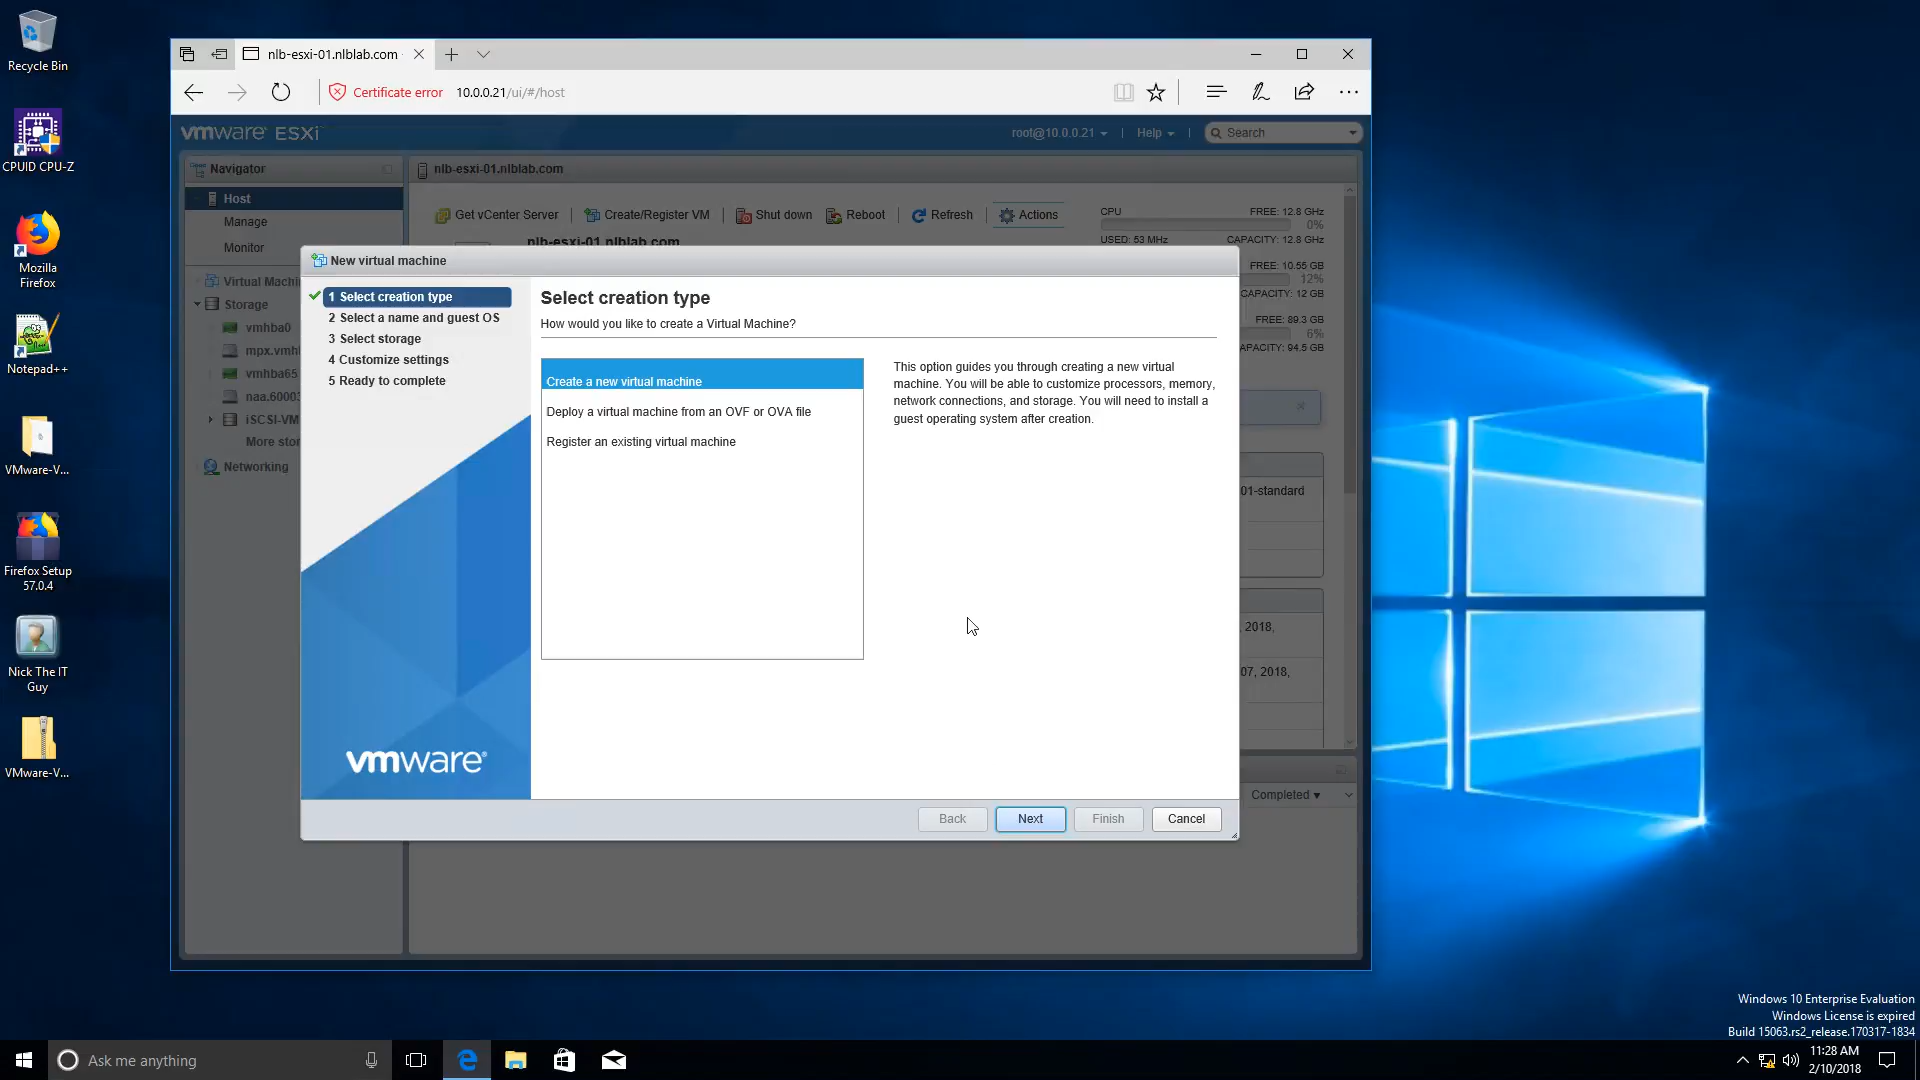 Recycle Bin
CPUID CPU-Z
Mozilla
Firefox
Notepad++
VMware-V...
Firefox Setup
57.0.4
Nick The IT
Guy
VMware-V...
nlb-esxi-01.nlblab.com
Certificate error
10.0.0.21/ui/#/host
vmware ESXi
root@10.0.0.21
Help
Search
Navigator
Host
Manage
Monitor
Storage
vmhba0
vmhba65
iSCSI-VM
Networking
nlb-esxi-01.nlblab.com
Get vCenter Server
Create/Register VM
Shut down
Reboot
Refresh
Actions
nlb-esxi-01.nlblab.com
CPU
FREE: 12.8 GHz
0%
USED: 53 MHz
CAPACITY: 12.8 GHz
FREE: 10.55 GB
12%
CAPACITY: 12 GB
FREE: 89.3 GB
6%
APACITY: 94.5 GB
01-standard
2018,
07, 2018,
Completed ▼
New virtual machine
1 Select creation type
2 Select a name and guest OS
3 Select storage
4 Customize settings
5 Ready to complete
vmware®
Select creation type
How would you like to create a Virtual Machine?
Create a new virtual machine
Deploy a virtual machine from an OVF or OVA file
Register an existing virtual machine
This option guides you through creating a new virtual
machine. You will be able to customize processors, memory,
network connections, and storage. You will need to install a
guest operating system after creation.
Back
Next
Finish
Cancel
Windows 10 Enterprise Evaluation
Windows License is expired
Build 15063.rs2_release.170317-1834
Ask me anything
11:28 AM
2/10/2018